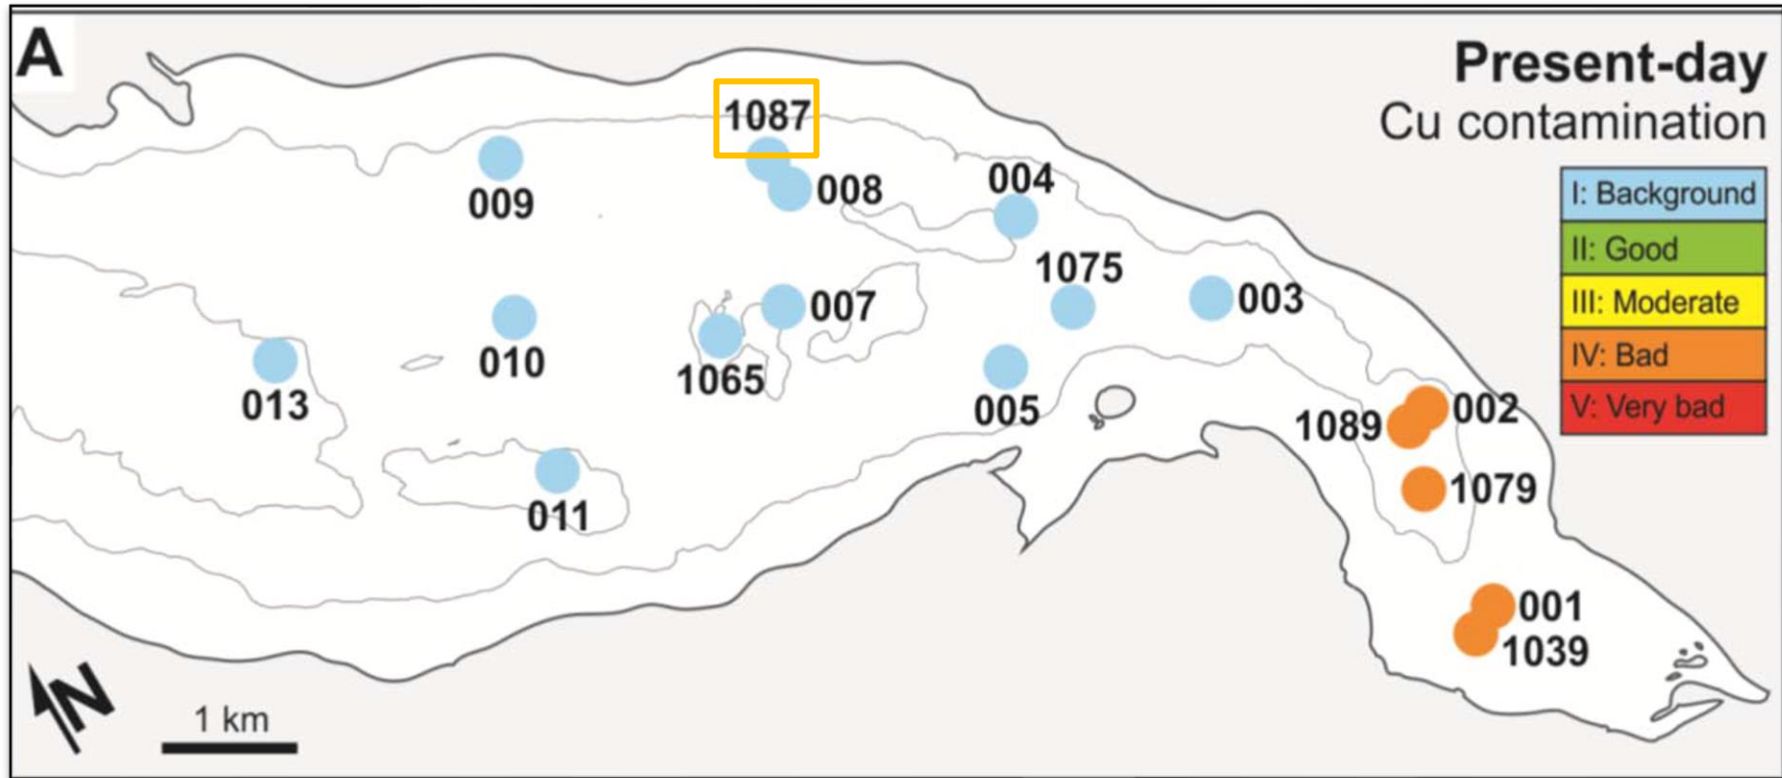 A
Present-day
Cu contamination
1087
009
008
004
1075
003
007
010
1065
013
005
011
002
1089
1079
001
1039
I: Background
II: Good
III: Moderate
IV: Bad
V: Very bad
N
1 km